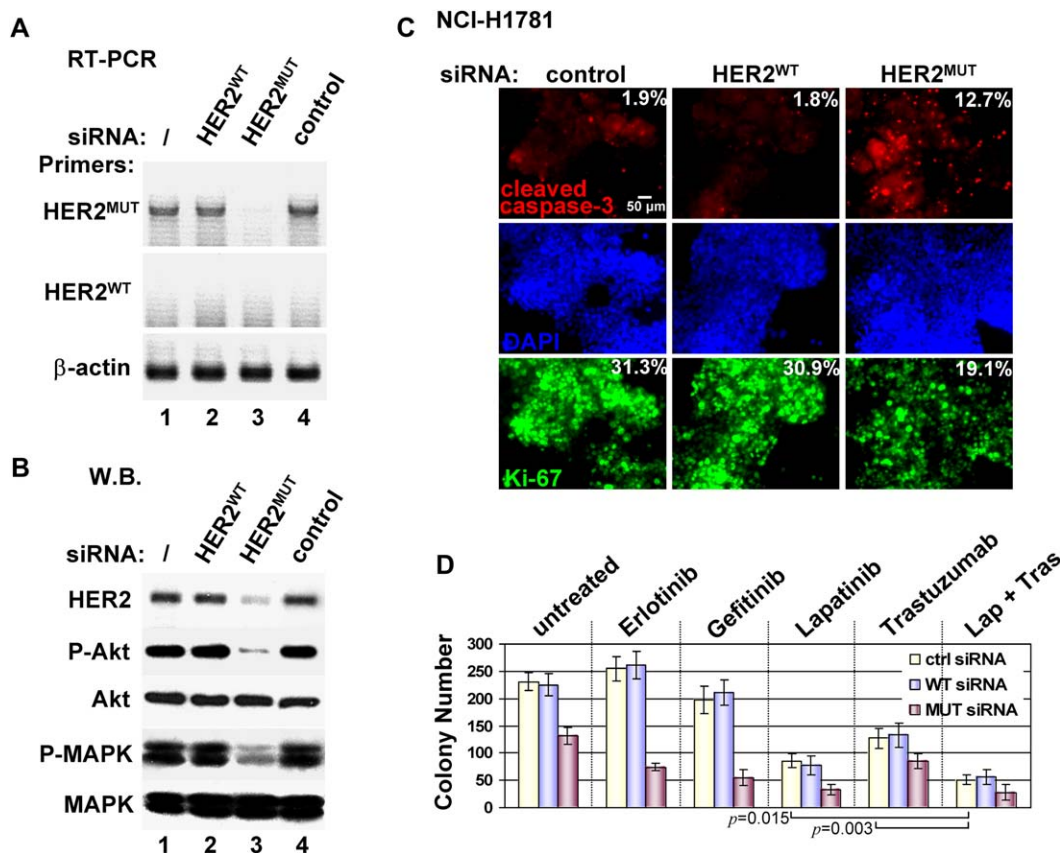 A
RT-PCR
siRNA: / HER2WT HER2MUT control
Primers:
HER2MUT
HER2WT
β-actin
1 2 3 4
B
W.B.
siRNA: / HER2WT HER2MUT control
HER2
P-Akt
Akt
P-MAPK
MAPK
1 2 3 4
C
NCI-H1781
siRNA: control HER2WT HER2MUT
1.9% 1.8% 12.7%
cleaved
caspase-3
50 µm
DAPI
31.3% 30.9% 19.1%
Ki-67
D
untreated Erlotinib Gefitinib Lapatinib Trastuzumab Lap + Tras
Colony Number
300
250
200
150
100
50
0
ctrl siRNA
WT siRNA
MUT siRNA
p=0.015
p=0.003